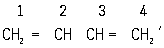 1 2 3 4
CH₂ = CH CH = CH₂ ′